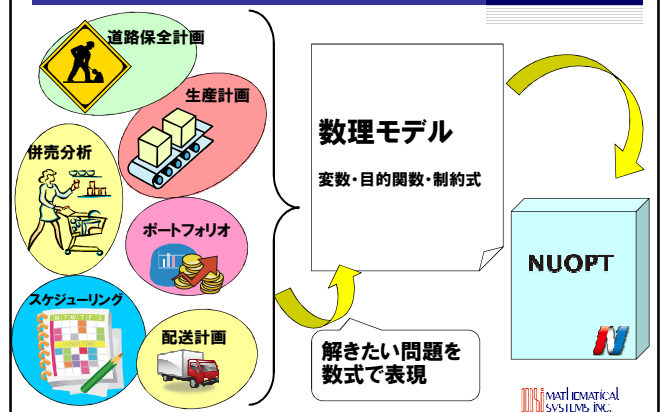 道路保全計画
生産計画
併売分析
ポートフォリオ
スケジューリング
配送計画
数理モデル
変数・目的関数・制約式
解きたい問題を
数式で表現
NUOPT
MATHEMATICAL
SYSTEMS INC.